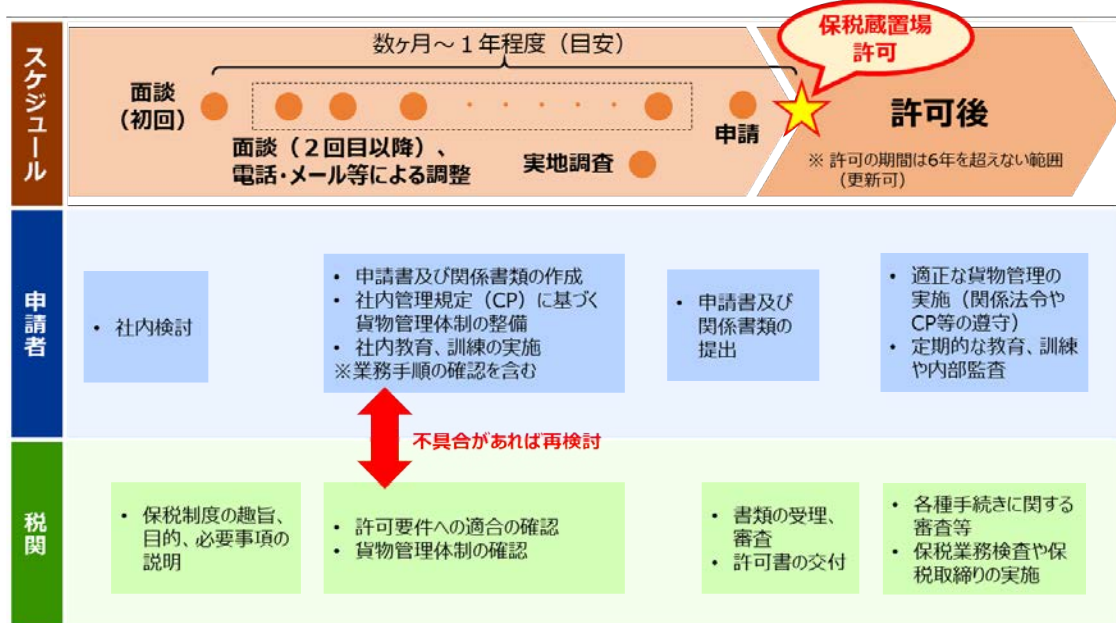 スケジュール
数ヶ月～１年程度（目安）
保税蔵置場
許可
面談
(初回)
面談（２回目以降）、
電話・メール等による調整
実地調査
申請
許可後
※ 許可の期間は6年を超えない範囲
(更新可)
申請者
• 社内検討
• 申請書及び関係書類の作成
• 社内管理規定（CP）に基づく
貨物管理体制の整備
• 社内教育、訓練の実施
※業務手順の確認を含む
• 申請書及び
関係書類の
提出
• 適正な貨物管理の
実施（関係法令や
CP等の遵守）
• 定期的な教育、訓練
や内部監査
不具合があれば再検討
税関
• 保税制度の趣旨、
目的、必要事項の
説明
• 許可要件への適合の確認
• 貨物管理体制の確認
• 書類の受理、
審査
• 許可書の交付
• 各種手続きに関する
審査等
• 保税業務検査や保
税取締りの実施